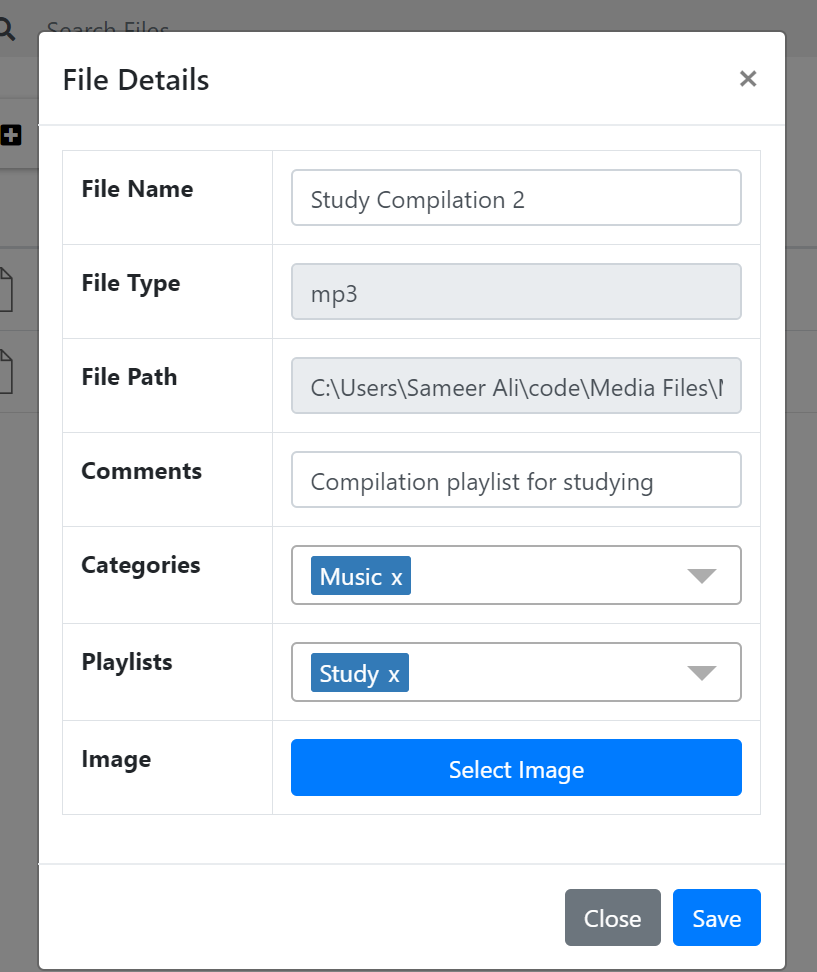 Search Files
File Details ×
File Name Study Compilation 2
File Type mp3
File Path C:\Users\Sameer Ali\code\Media Files\
Comments Compilation playlist for studying
Categories Music x
Playlists Study x
Image Select Image
Close Save